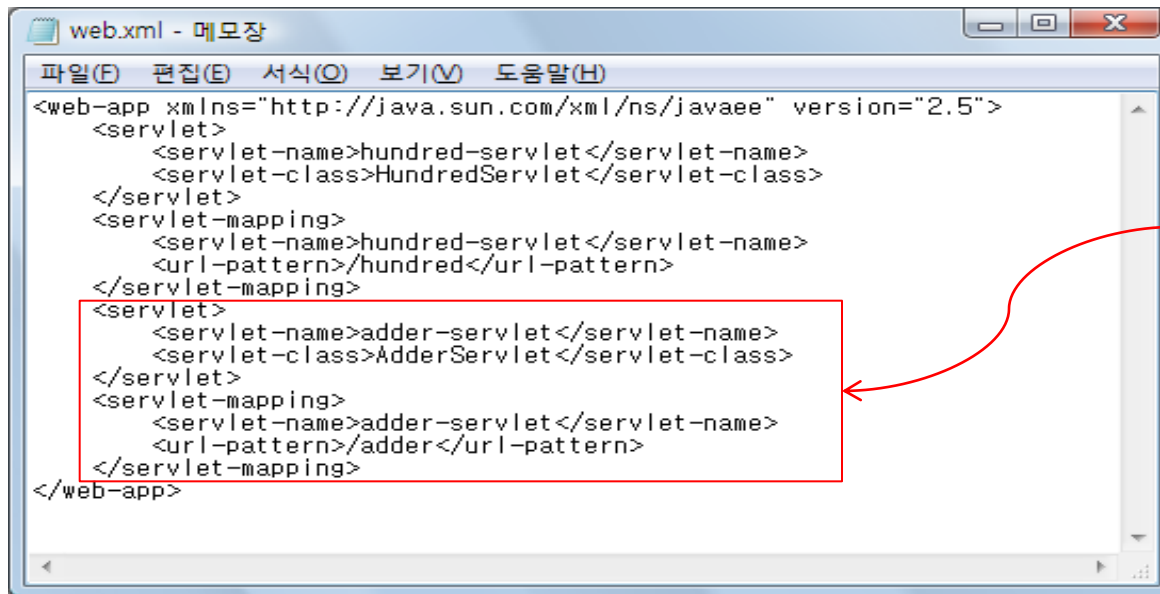 web.xml - 메모장
파일(F) 편집(E) 서식(O) 보기(V) 도움말(H)
<web-app xmlns="http://java.sun.com/xml/ns/javaee" version="2.5">
    <servlet>
        <servlet-name>hundred-servlet</servlet-name>
        <servlet-class>HundredServlet</servlet-class>
    </servlet>
    <servlet-mapping>
        <servlet-name>hundred-servlet</servlet-name>
        <url-pattern>/hundred</url-pattern>
    </servlet-mapping>
    <servlet>
        <servlet-name>adder-servlet</servlet-name>
        <servlet-class>AdderServlet</servlet-class>
    </servlet>
    <servlet-mapping>
        <servlet-name>adder-servlet</servlet-name>
        <url-pattern>/adder</url-pattern>
    </servlet-mapping>
</web-app>